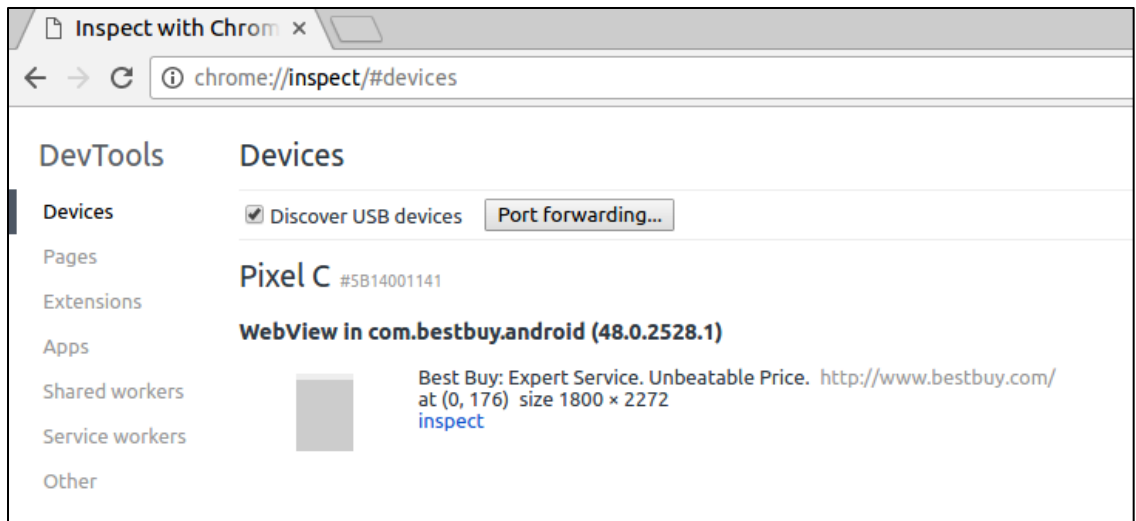 Inspect with Chrom
chrome://inspect/#devices
DevTools
Devices
Pages
Extensions
Apps
Shared workers
Service workers
Other
Devices
Discover USB devices Port forwarding...
Pixel C #5B14001141
WebView in com.bestbuy.android (48.0.2528.1)
Best Buy: Expert Service. Unbeatable Price. http://www.bestbuy.com/
at (0, 176) size 1800 × 2272
inspect